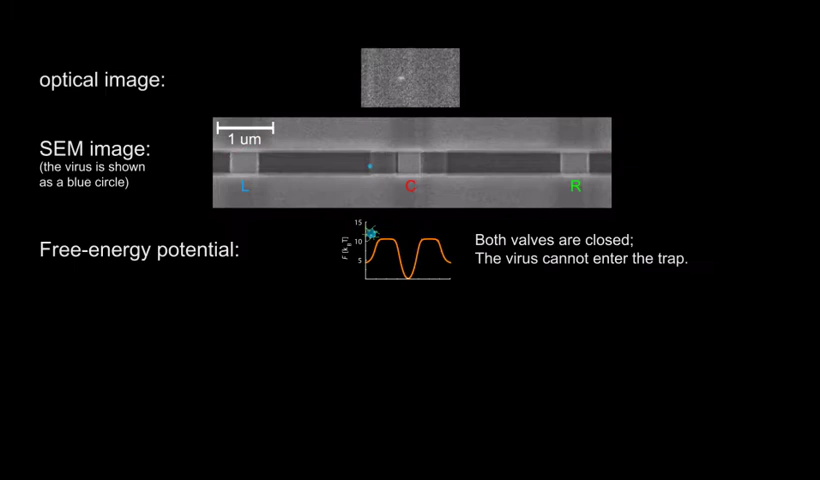 optical image:
1 um
SEM image:
(the virus is shown
as a blue circle)
L
C
R
Free-energy potential:
F [kBT]
15
10
5
Both valves are closed;
The virus cannot enter the trap.